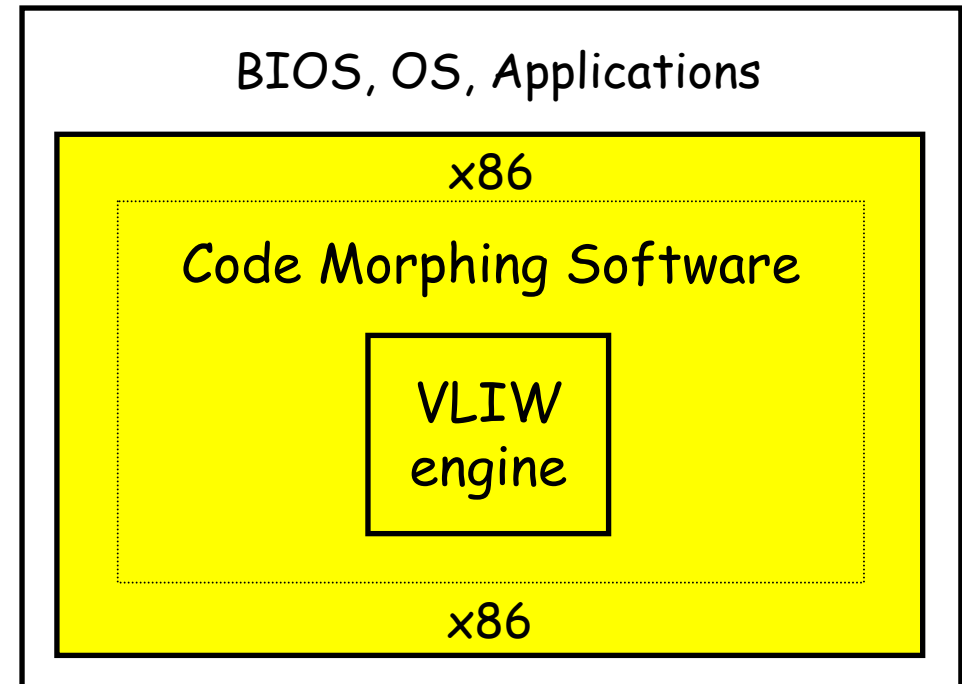 BIOS, OS, Applications
x86
Code Morphing Software
VLIW
engine
x86